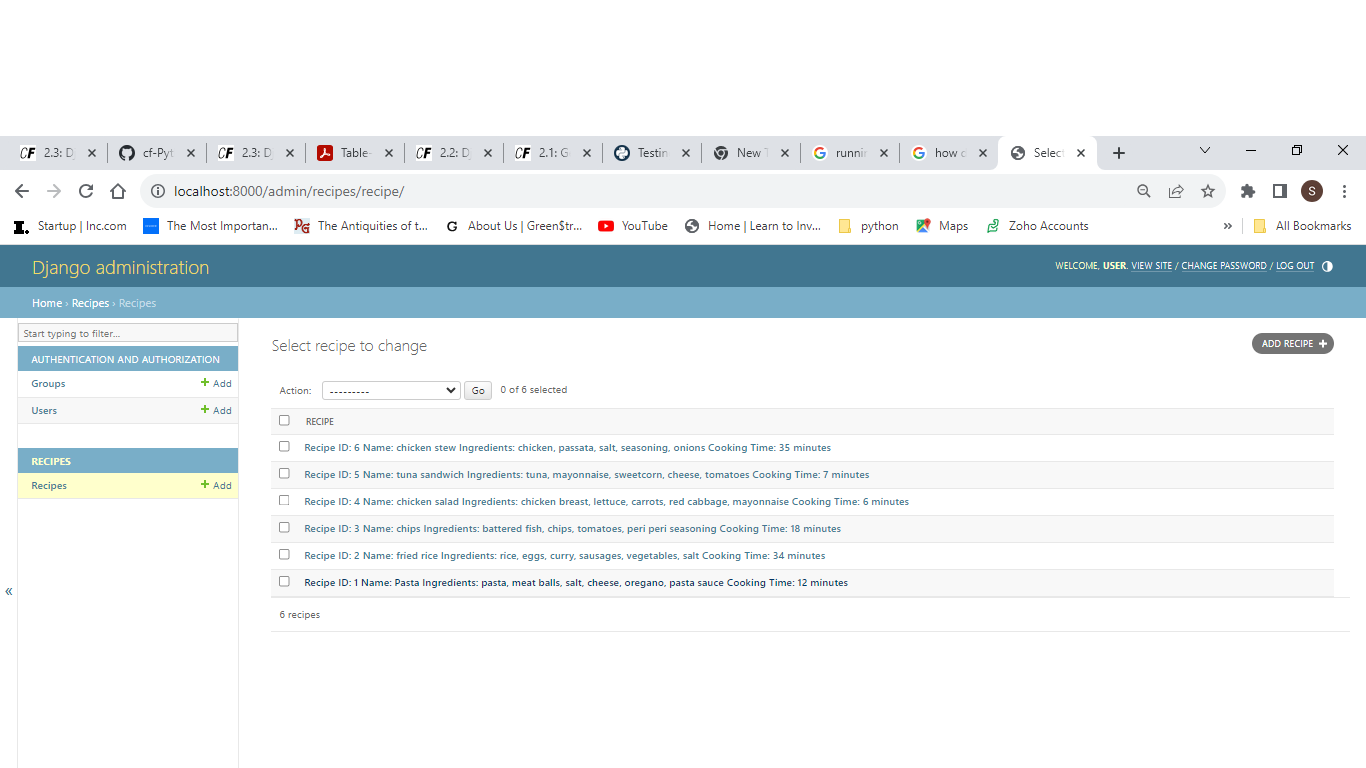 CF 2.3: D cf-Pyt CF 2.3: D Table- CF 2.2: D CF 2.1: G Testin New T runnin how c Select
localhost:8000/admin/recipes/recipe/ S
Startup | Inc.com The Most Importan... PG The Antiquities of t... G About Us | Green$tr... YouTube Home | Learn to Inv... python Maps Zoho Accounts » All Bookmarks
Django administration WELCOME, USER. VIEW SITE / CHANGE PASSWORD / LOG OUT
Home › Recipes › Recipes
Start typing to filter...
AUTHENTICATION AND AUTHORIZATION
Groups + Add
Users + Add
RECIPES
Recipes + Add
«
Select recipe to change
ADD RECIPE +
Action: --------- Go 0 of 6 selected
RECIPE
Recipe ID: 6 Name: chicken stew Ingredients: chicken, passata, salt, seasoning, onions Cooking Time: 35 minutes
Recipe ID: 5 Name: tuna sandwich Ingredients: tuna, mayonnaise, sweetcorn, cheese, tomatoes Cooking Time: 7 minutes
Recipe ID: 4 Name: chicken salad Ingredients: chicken breast, lettuce, carrots, red cabbage, mayonnaise Cooking Time: 6 minutes
Recipe ID: 3 Name: chips Ingredients: battered fish, chips, tomatoes, peri peri seasoning Cooking Time: 18 minutes
Recipe ID: 2 Name: fried rice Ingredients: rice, eggs, curry, sausages, vegetables, salt Cooking Time: 34 minutes
Recipe ID: 1 Name: Pasta Ingredients: pasta, meat balls, salt, cheese, oregano, pasta sauce Cooking Time: 12 minutes
6 recipes